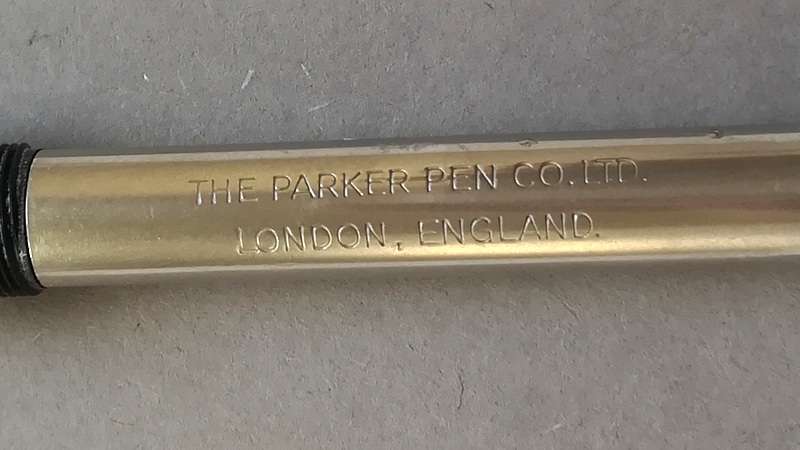 THE PARKER PEN CO. LTD.
LONDON, ENGLAND.